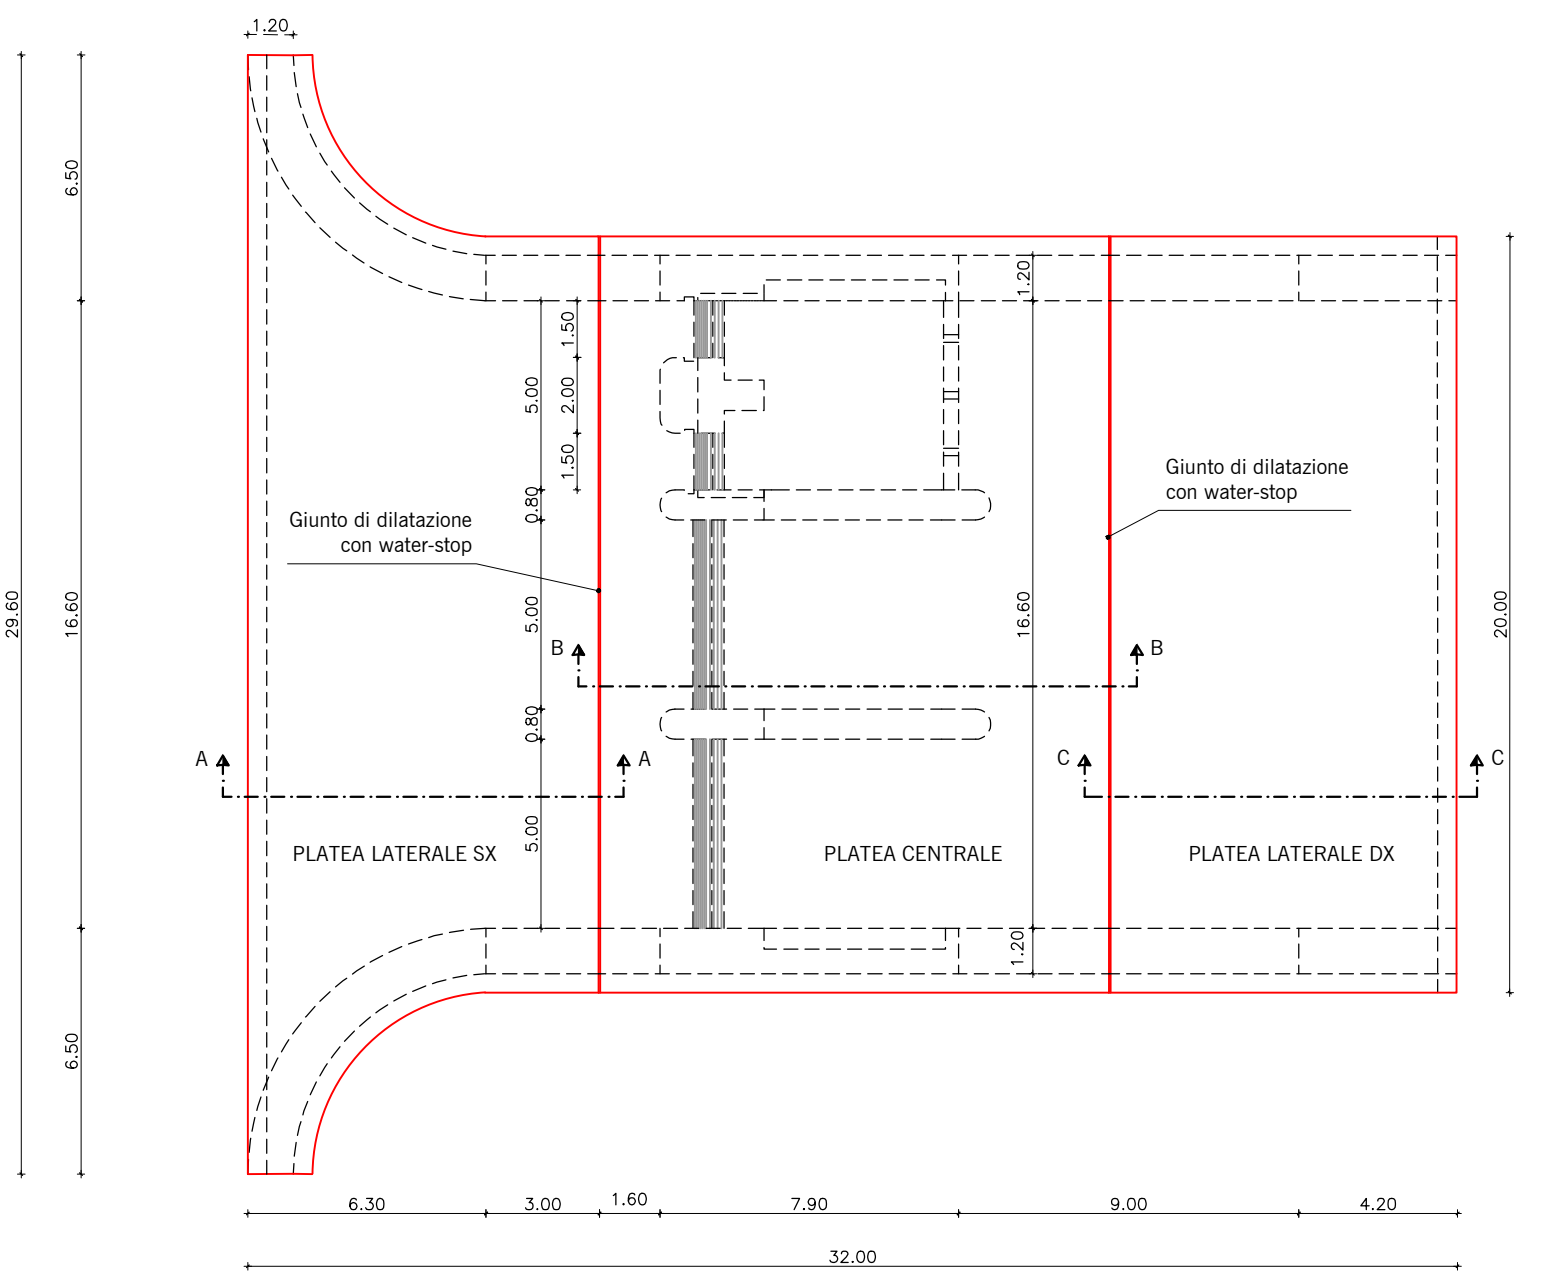 1.20
6.50
1.20
1.50
5.00
2.00
1.50
Giunto di dilatazione
con water-stop
0.80
Giunto di dilatazione
con water-stop
29.60
16.60
5.00
16.60
20.00
B
B
0.80
A
A
C
C
5.00
PLATEA LATERALE SX
PLATEA CENTRALE
PLATEA LATERALE DX
1.20
6.50
6.30
3.00
1.60
7.90
9.00
4.20
32.00